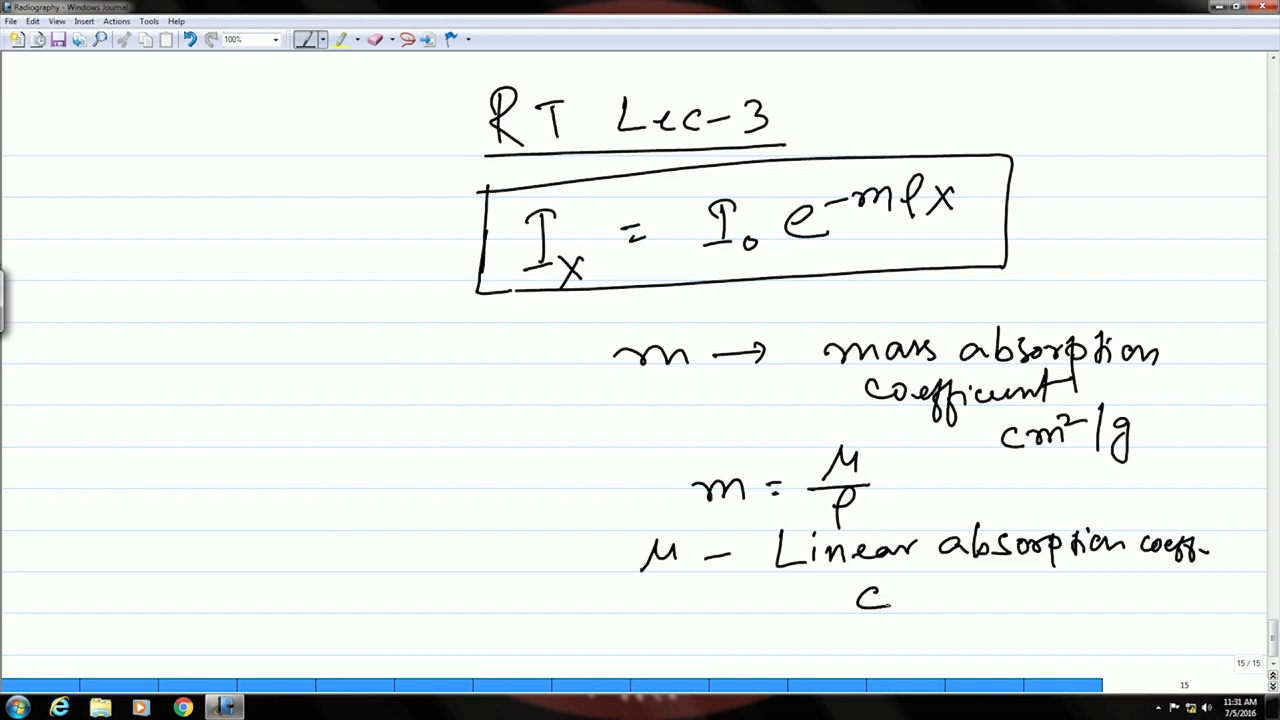 Radiography - Windows Journal
File Edit View Insert Actions Tools Help
100%
RT Lec-3
Iₓ = I₀ e^{-mρx}
m → mass absorption
coefficient
cm²/g
m = μ/ρ
μ - Linear absorption coeff.
c
15 / 15
15
11:31 AM
7/5/2016